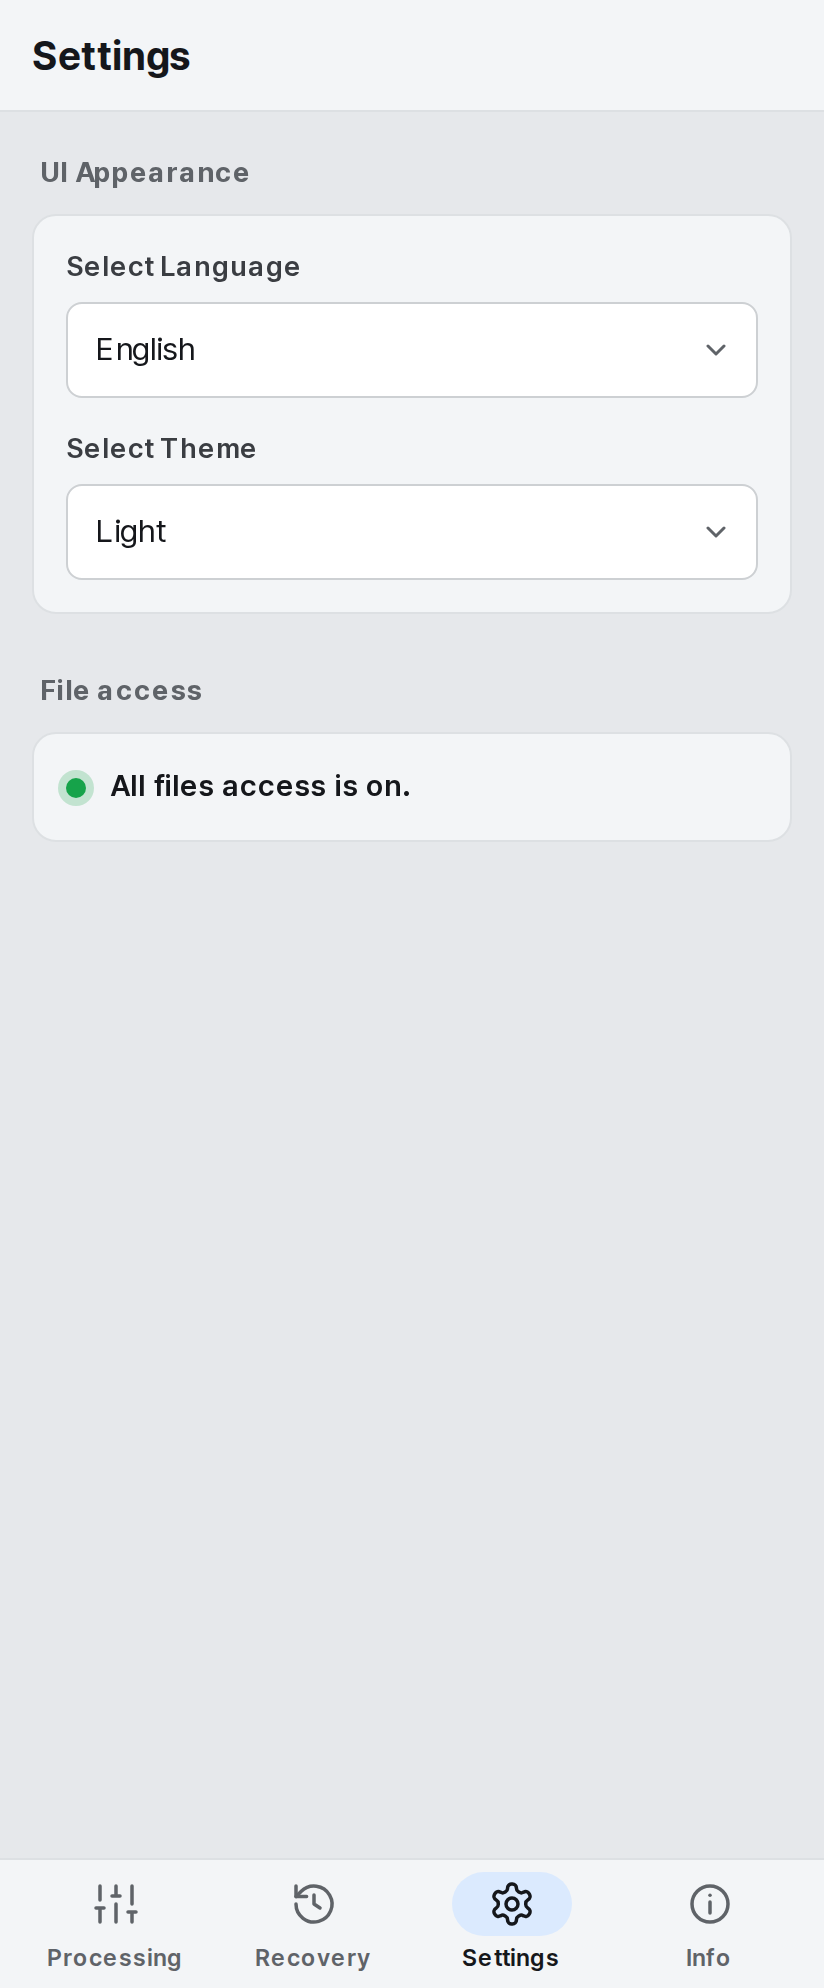 Settings
UI Appearance
Select Language
English
Select Theme
Light
File access
All files access is on.
Processing
Recovery
Settings
Info